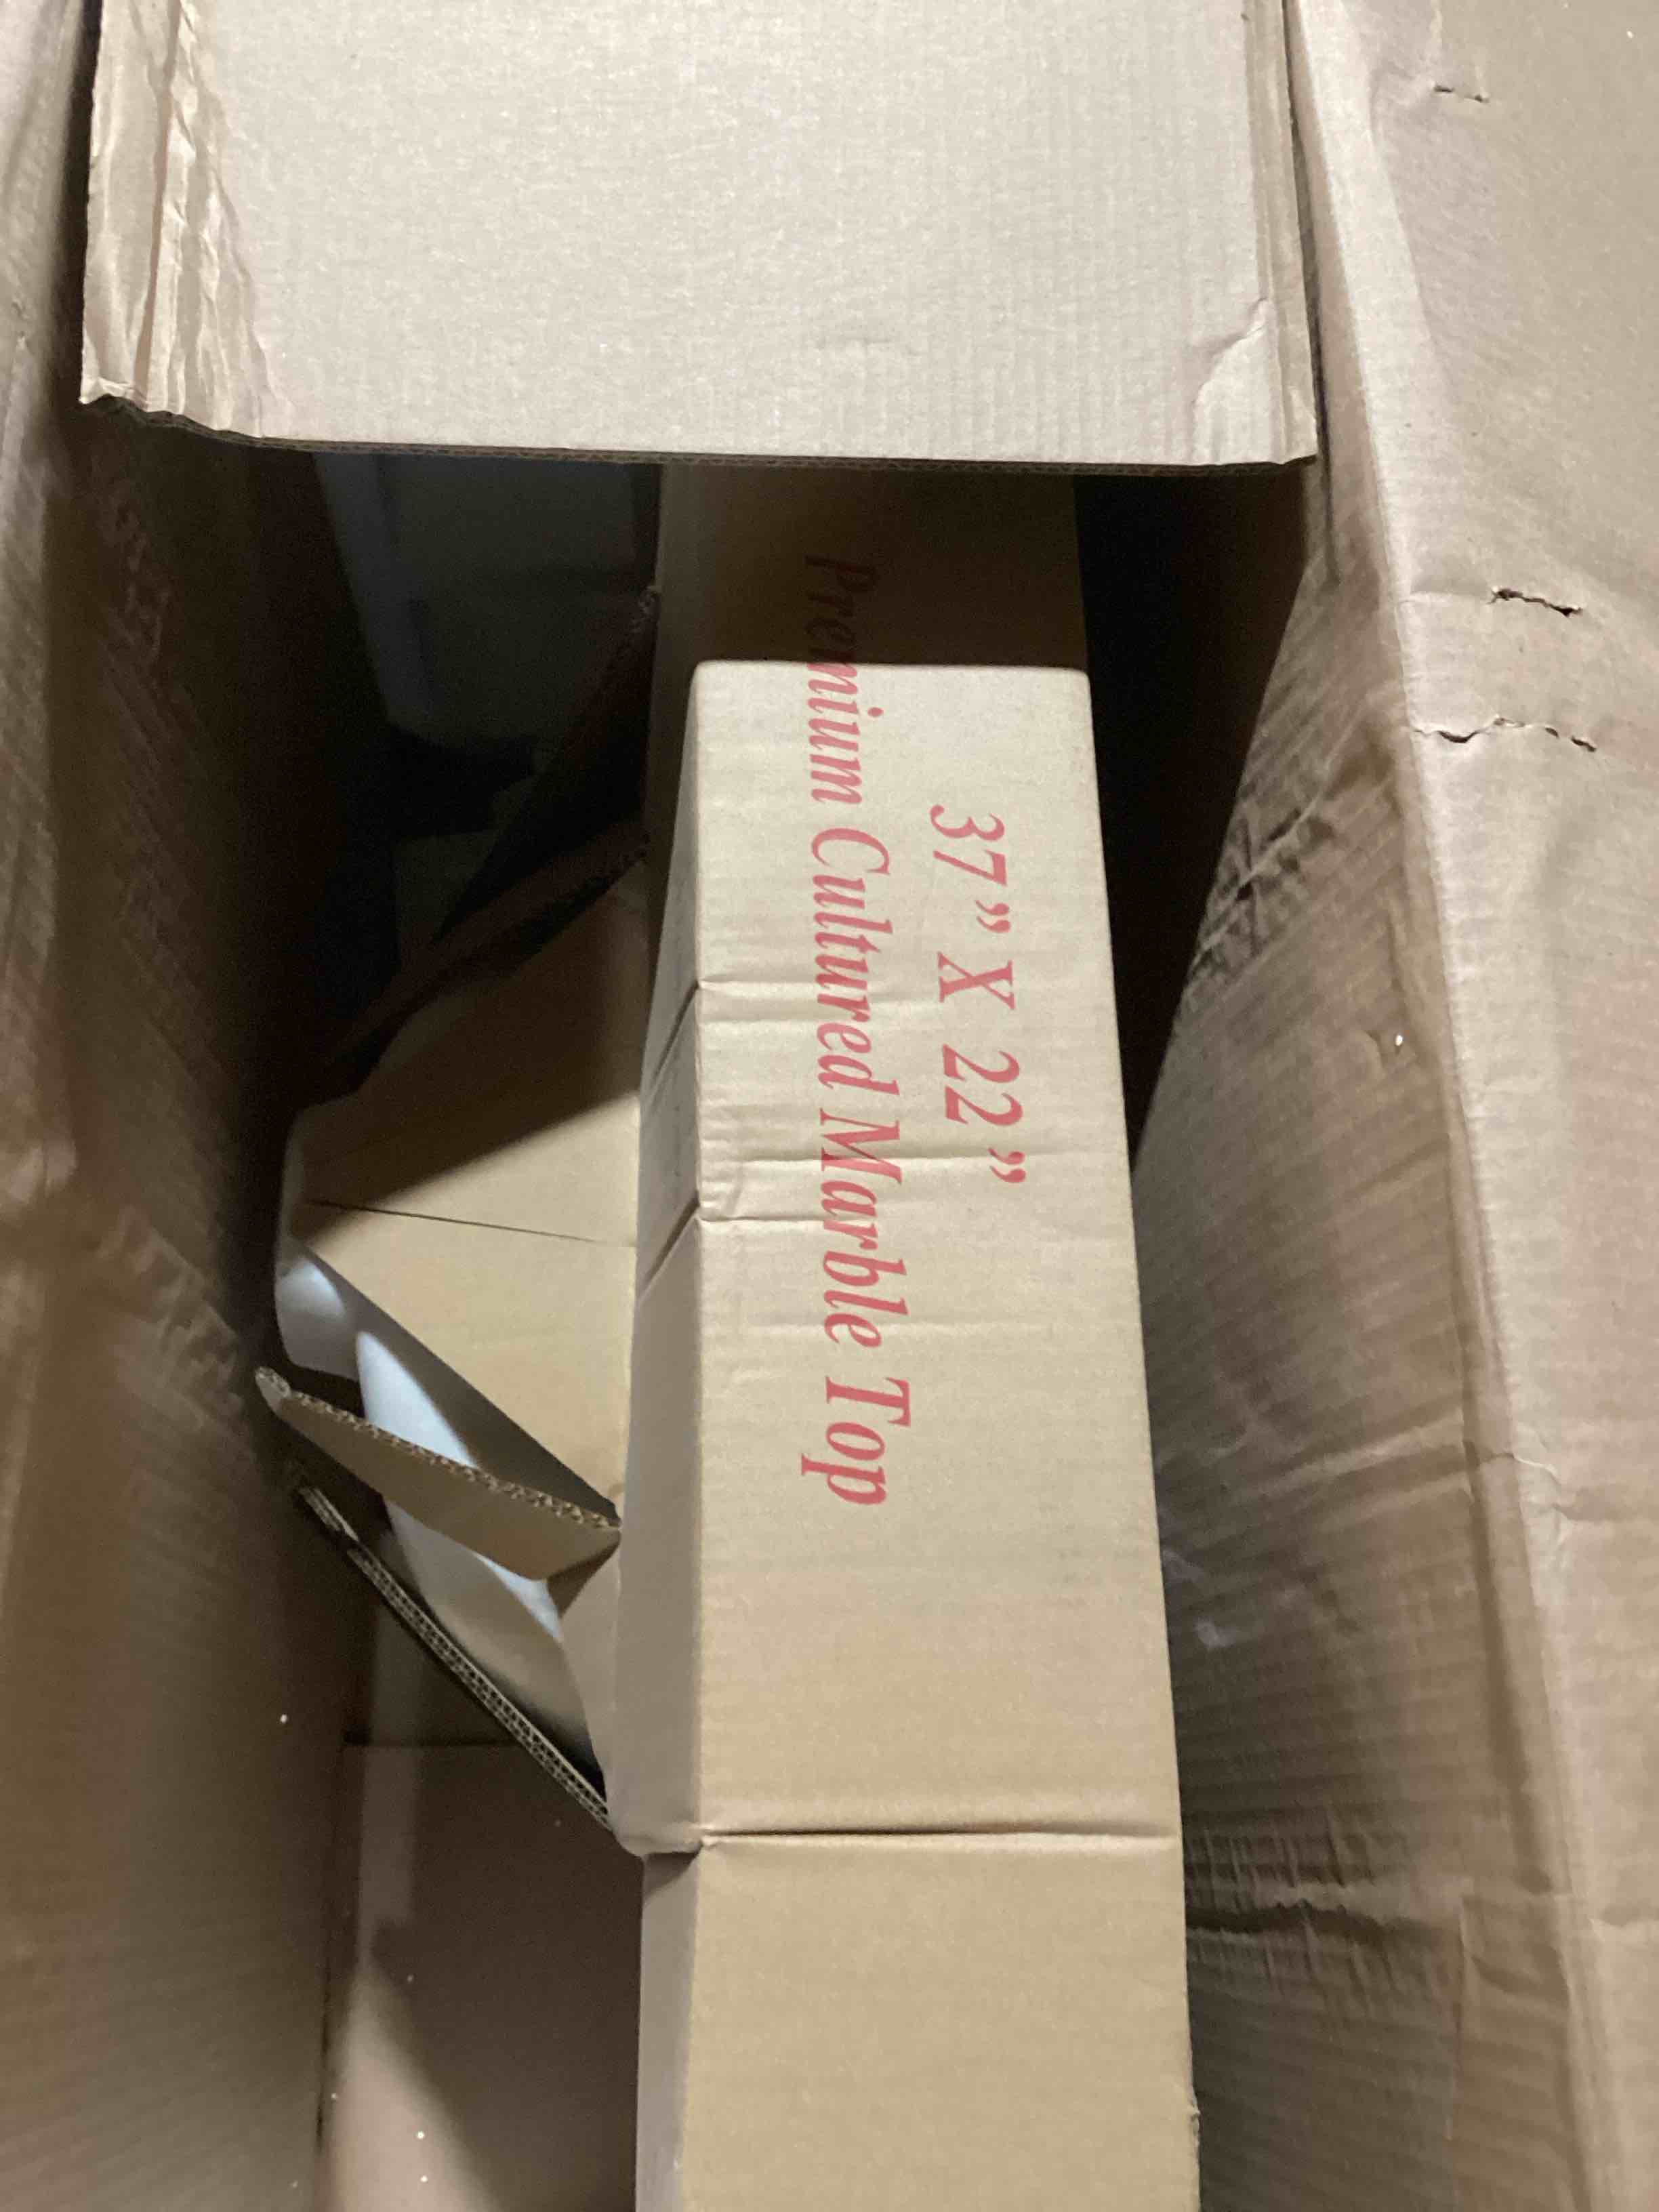 37" X 22"
Premium Cultured Marble Top